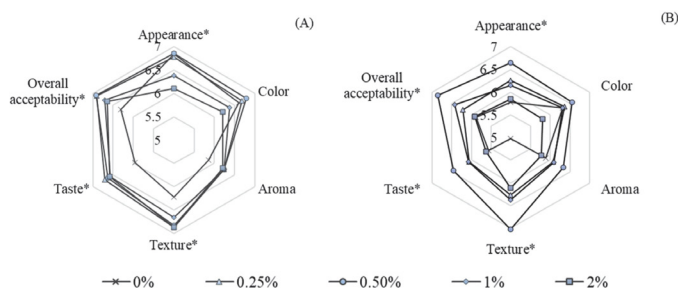 (A)
Appearance*
7
6.5
6
5.5
5
Color
Aroma
Texture*
Taste*
Overall
acceptability*
(B)
Appearance*
7
6.5
6
5.5
5
Color
Aroma
Texture*
Taste*
Overall
acceptability*
0%
0.25%
0.50%
1%
2%